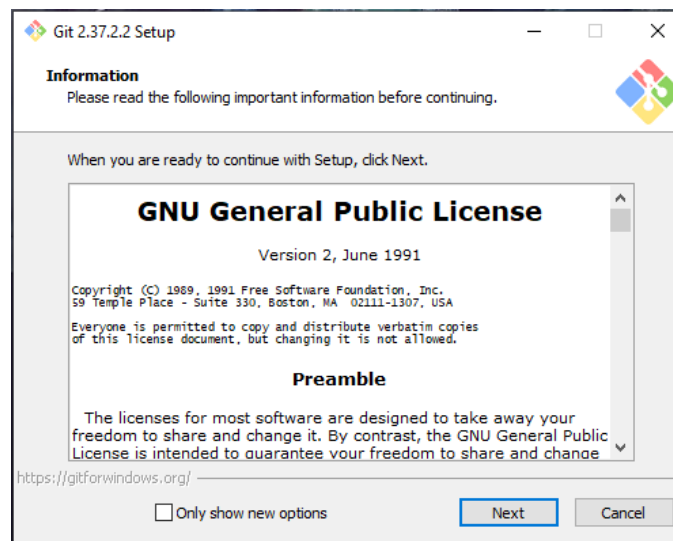 Git 2.37.2.2 Setup
Information
Please read the following important information before continuing.
When you are ready to continue with Setup, click Next.
GNU General Public License
Version 2, June 1991
Copyright (C) 1989, 1991 Free Software Foundation, Inc.
59 Temple Place - Suite 330, Boston, MA  02111-1307, USA
Everyone is permitted to copy and distribute verbatim copies
of this license document, but changing it is not allowed.
Preamble
The licenses for most software are designed to take away your
freedom to share and change it. By contrast, the GNU General Public
License is intended to guarantee your freedom to share and change
https://gitforwindows.org/
Only show new options
Next
Cancel